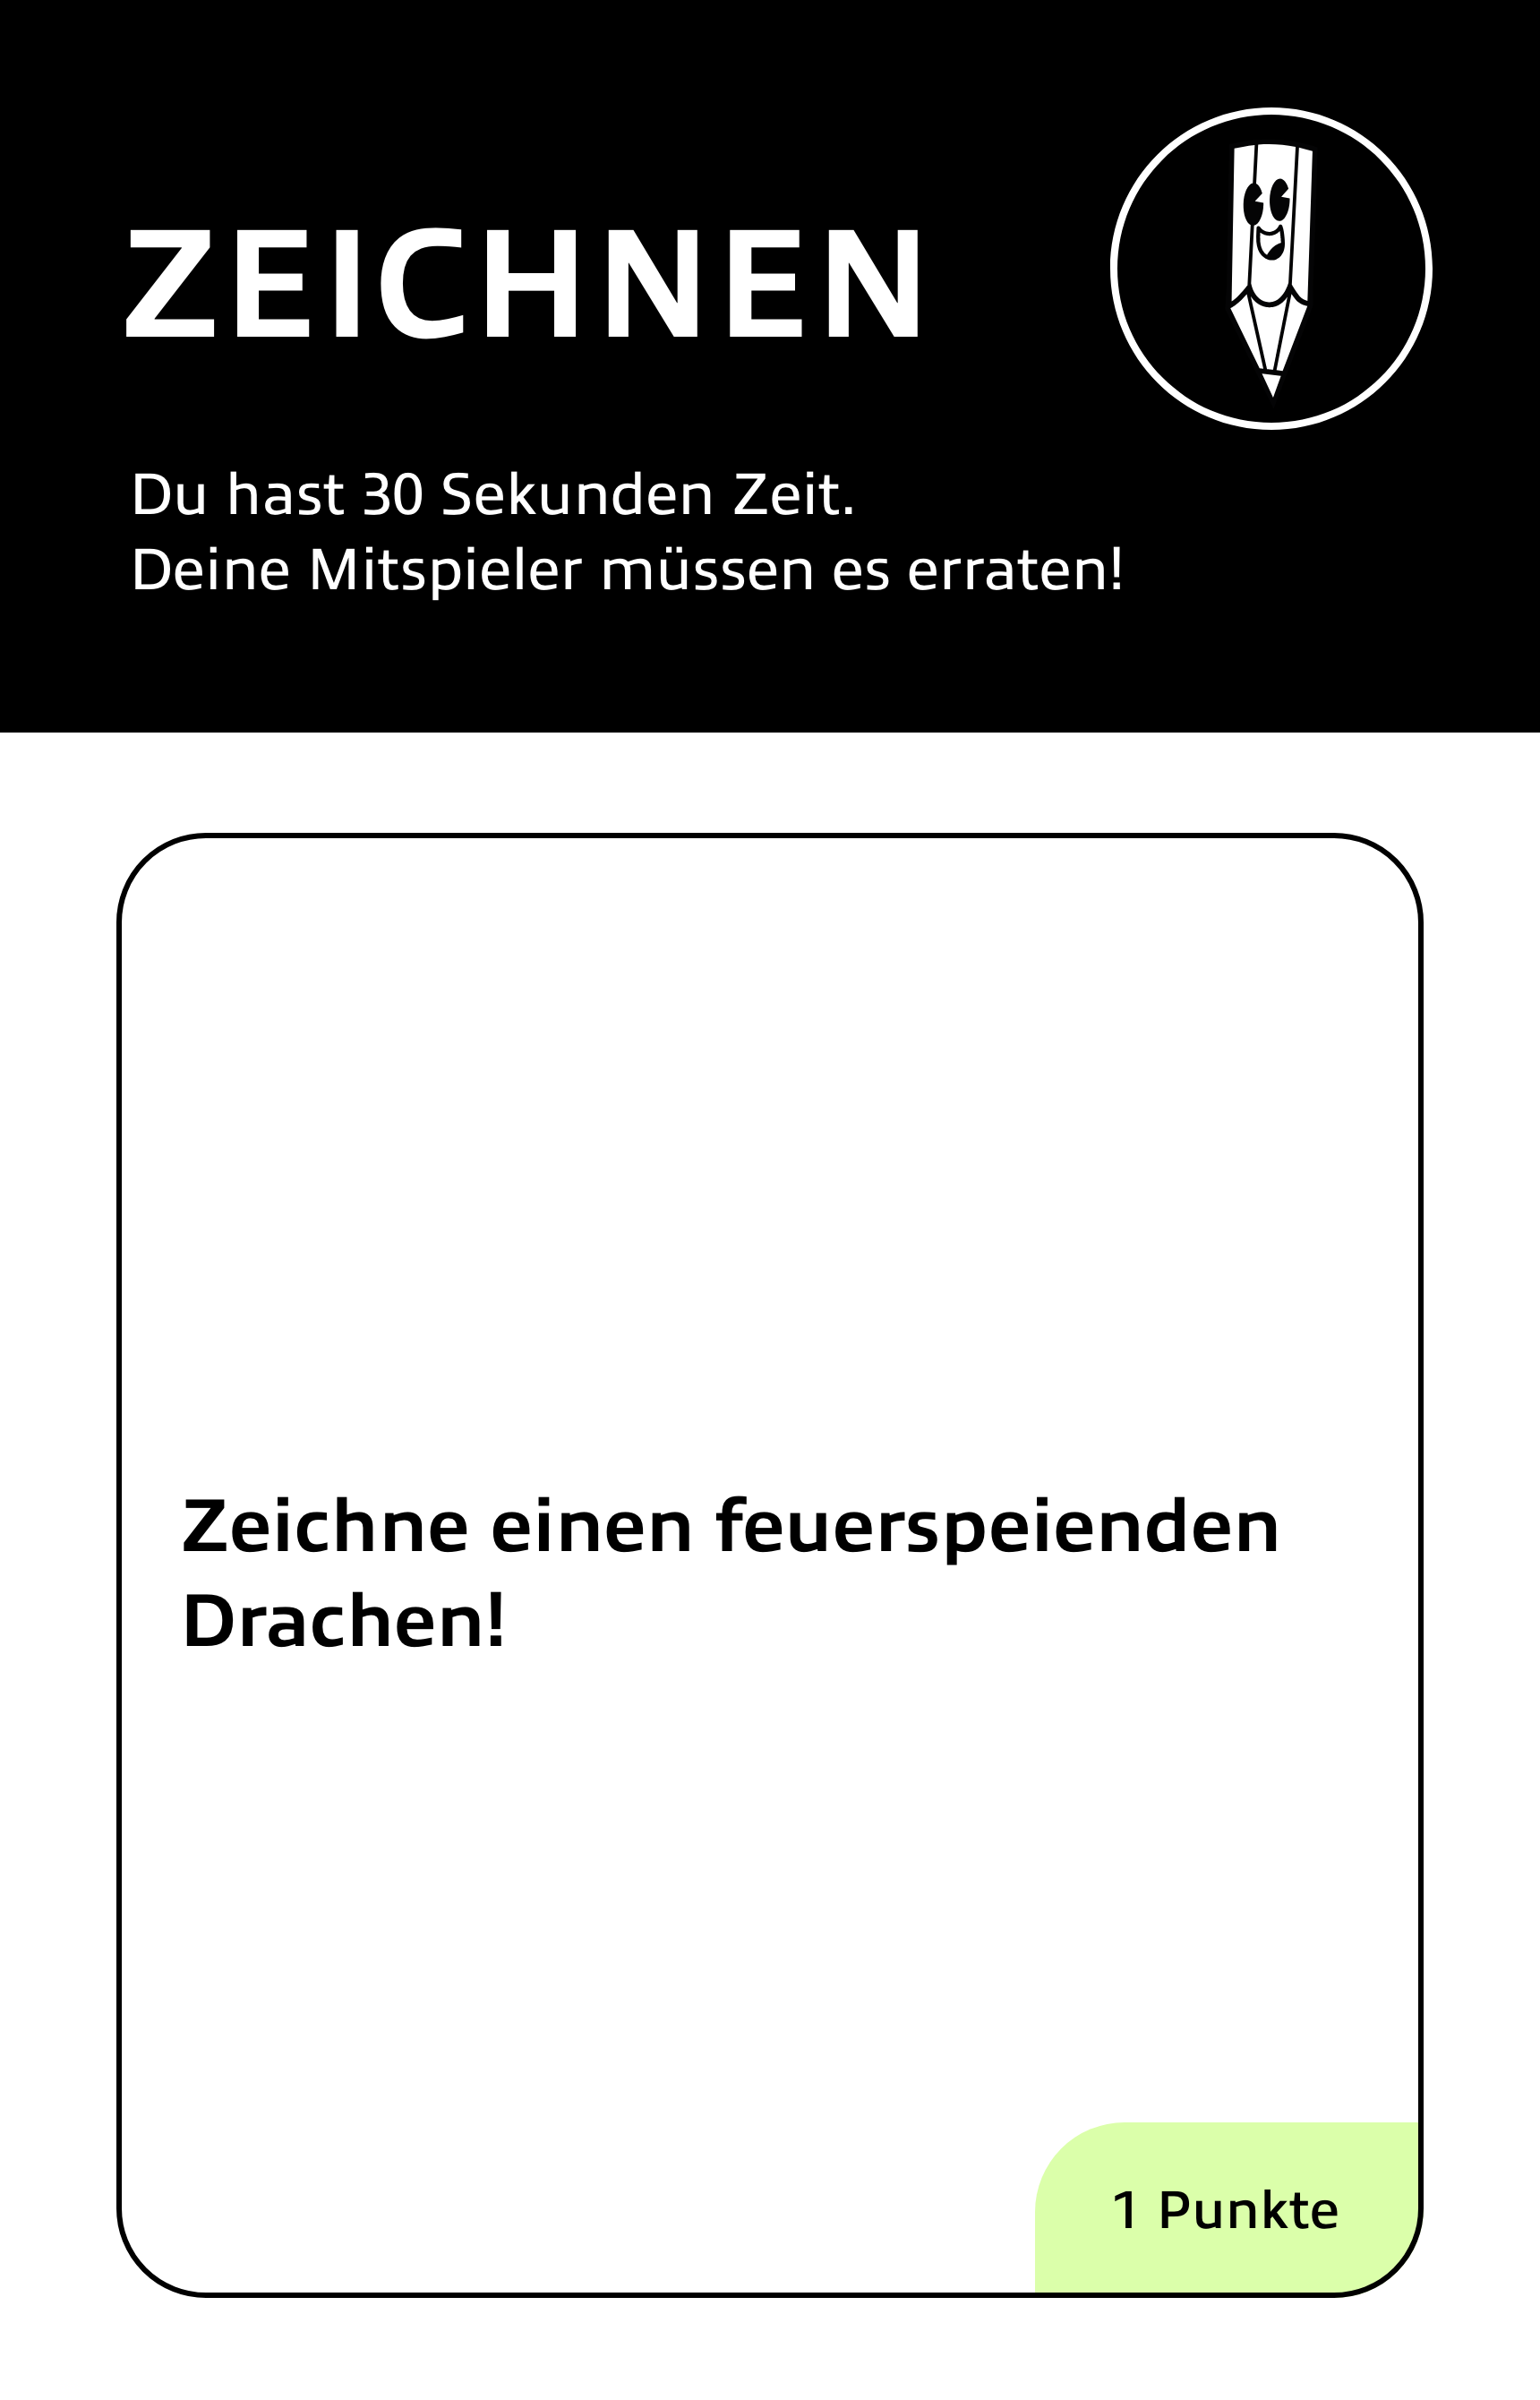 ZEICHNEN
Du hast 30 Sekunden Zeit.
Deine Mitspieler müssen es erraten!
Zeichne einen feuerspeienden
Drachen!
1 Punkte